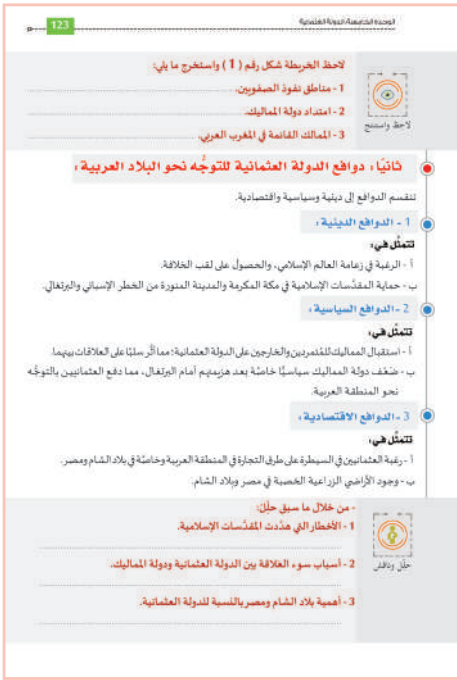 الوحدة الخامسة: الدولة العثمانية
123
لاحظ الخريطة شكل رقم ( 1 ) واستخرج ما يلي:
1 - مناطق نفوذ الصفويين.
2 - امتداد دولة المماليك.
3 - الممالك القائمة في المغرب العربي.
لاحظ واستنتج
ثانيًا: دوافع الدولة العثمانية للتوجُّه نحو البلاد العربية:
تنقسم الدوافع إلى دينية وسياسية واقتصادية.
1 - الدوافع الدينية:
تتمثَّل في:
أ - الرغبة في زعامة العالم الإسلامي، والحصول على لقب الخلافة.
ب - حماية المقدَّسات الإسلامية في مكة المكرمة والمدينة المنورة من الخطر الإسباني والبرتغالي.
2 - الدوافع السياسية:
تتمثَّل في:
أ - استقبال المماليك للمُتمردين والخارجين على الدولة العثمانية؛ مما أثَّر سلبًا على العلاقات بينهما.
ب - ضَعْف دولة المماليك سياسيًّا خاصَّة بعد هزيمتهم أمام البرتغال، مما دفع العثمانيين بالتوجُّه
نحو المنطقة العربية.
3 - الدوافع الاقتصادية:
تتمثَّل في:
أ - رغبة العثمانيين في السيطرة على طرق التجارة في المنطقة العربية وخاصَّة في بلاد الشام ومصر.
ب - وجود الأراضي الزراعية الخصبة في مصر وبلاد الشام.
- من خلال ما سبق حلِّل:
1 - الأخطار التي هدَّدت المقدَّسات الإسلامية.
2 - أسباب سوء العلاقة بين الدولة العثمانية ودولة المماليك.
حلّل وناقش
3 - أهمية بلاد الشام ومصر بالنسبة للدولة العثمانية.